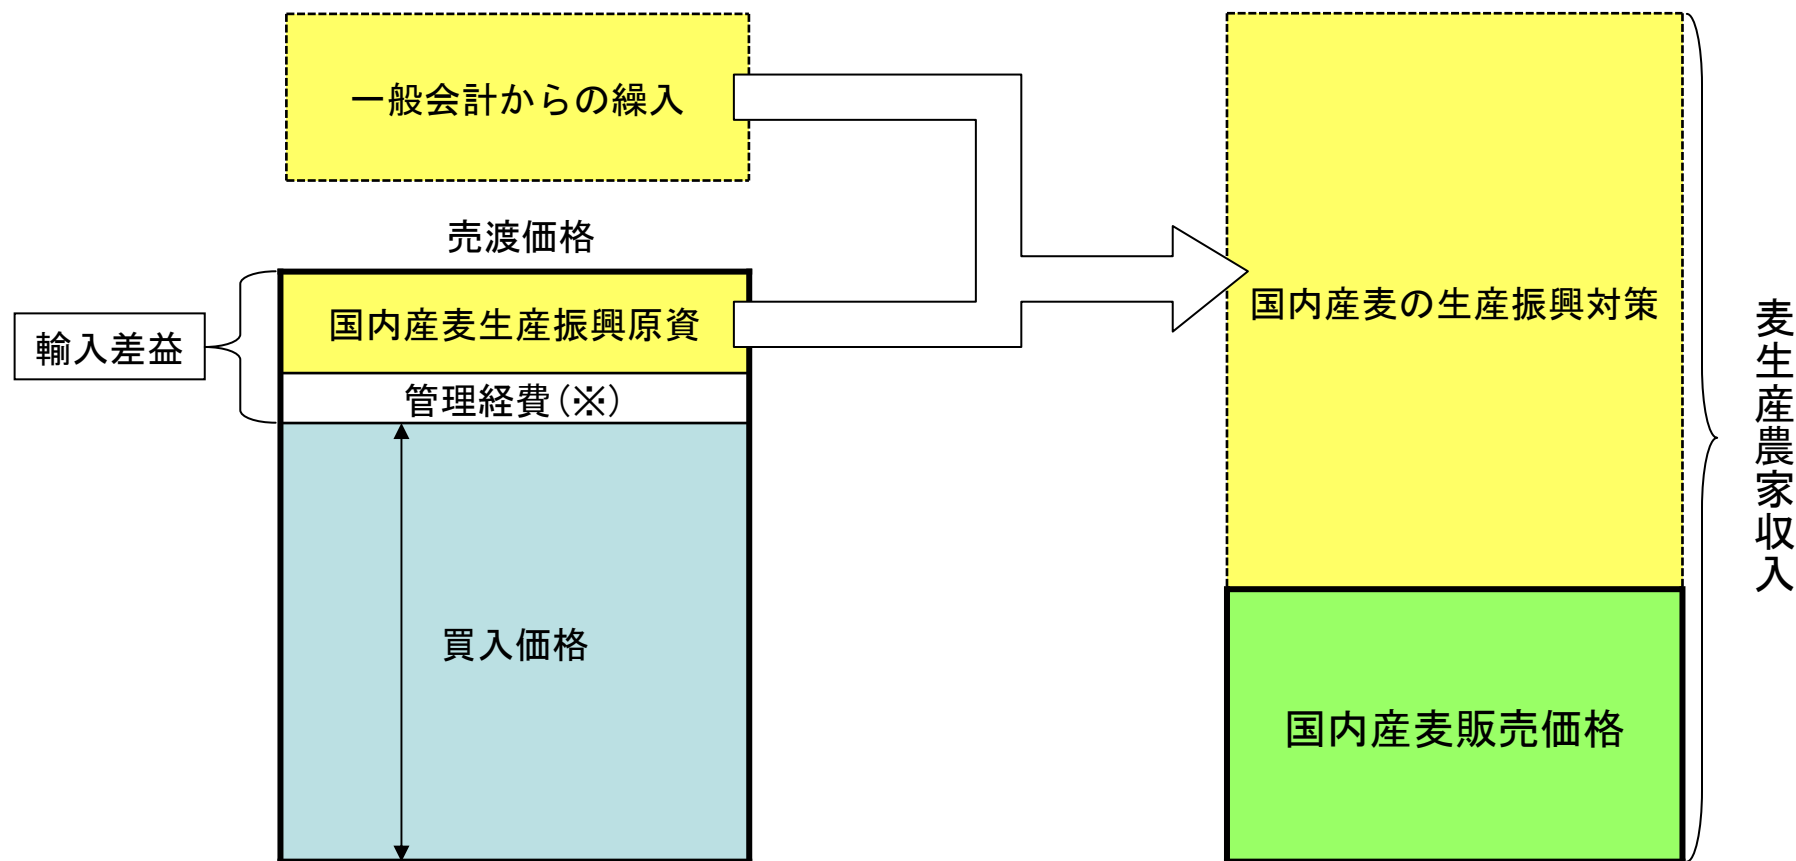 一般会計からの繰入
売渡価格
国内産麦生産振興原資
輸入差益
管理経費(※)
買入価格
国内産麦の生産振興対策
国内産麦販売価格
麦生産農家収入